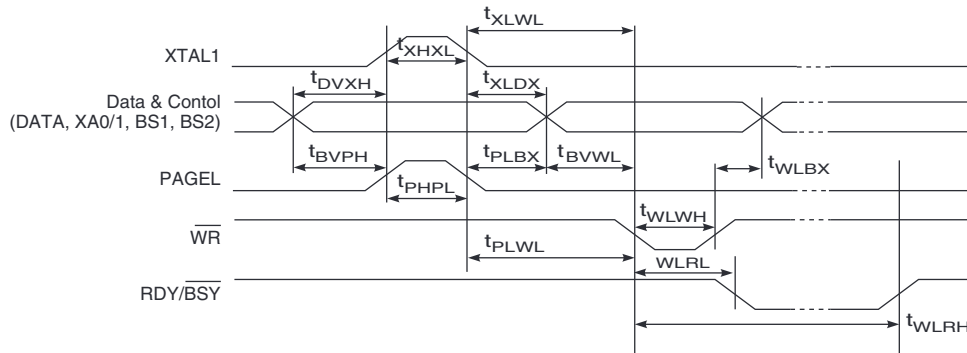 tXLWL
XTAL1
tXHXL
tDVXH
tXLDX
Data & Contol
(DATA, XA0/1, BS1, BS2)
tBVPH
tPLBX
tBVWL
tWLBX
PAGEL
tPHPL
tWLWH
WR
tPLWL
WLRL
RDY/BSY
tWLRH